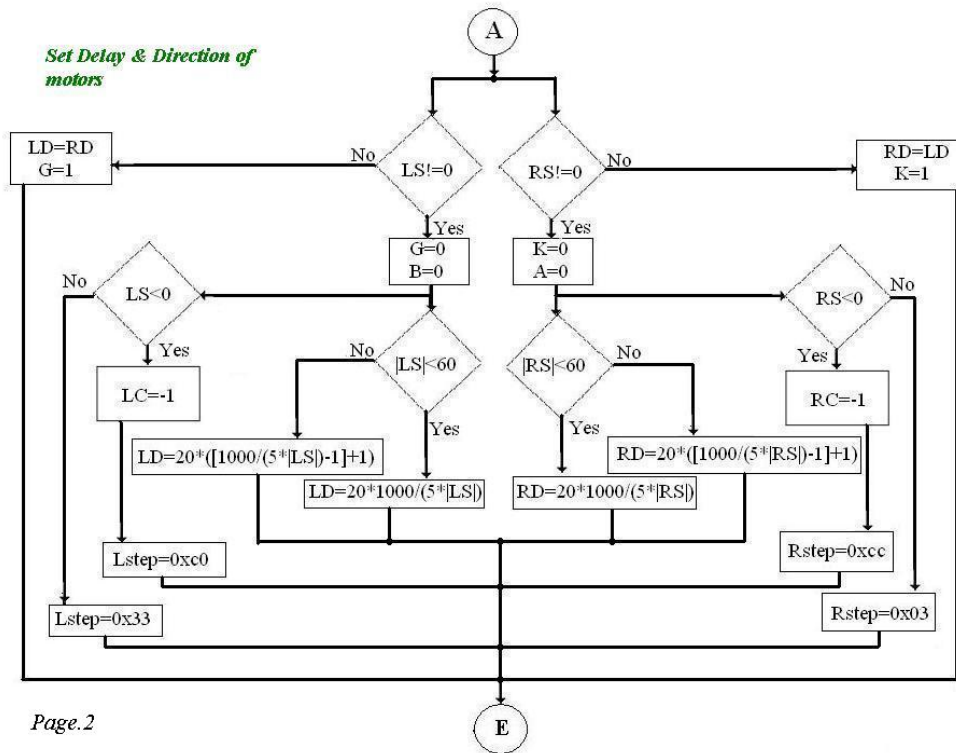 A
Set Delay & Direction of
motors
LD=RD
G=1
No
LS!=0
RS!=0
No
RD=LD
K=1
Yes
Yes
G=0
B=0
K=0
A=0
No
LS<0
RS<0
No
Yes
No
|LS|<60
|RS|<60
No
Yes
LC=-1
RC=-1
Yes
Yes
LD=20*([1000/(5*|LS|)-1]+1)
RD=20*([1000/(5*|RS|)-1]+1)
LD=20*1000/(5*|LS|)
RD=20*1000/(5*|RS|)
Lstep=0xc0
Rstep=0xcc
Lstep=0x33
Rstep=0x03
Page.2
E